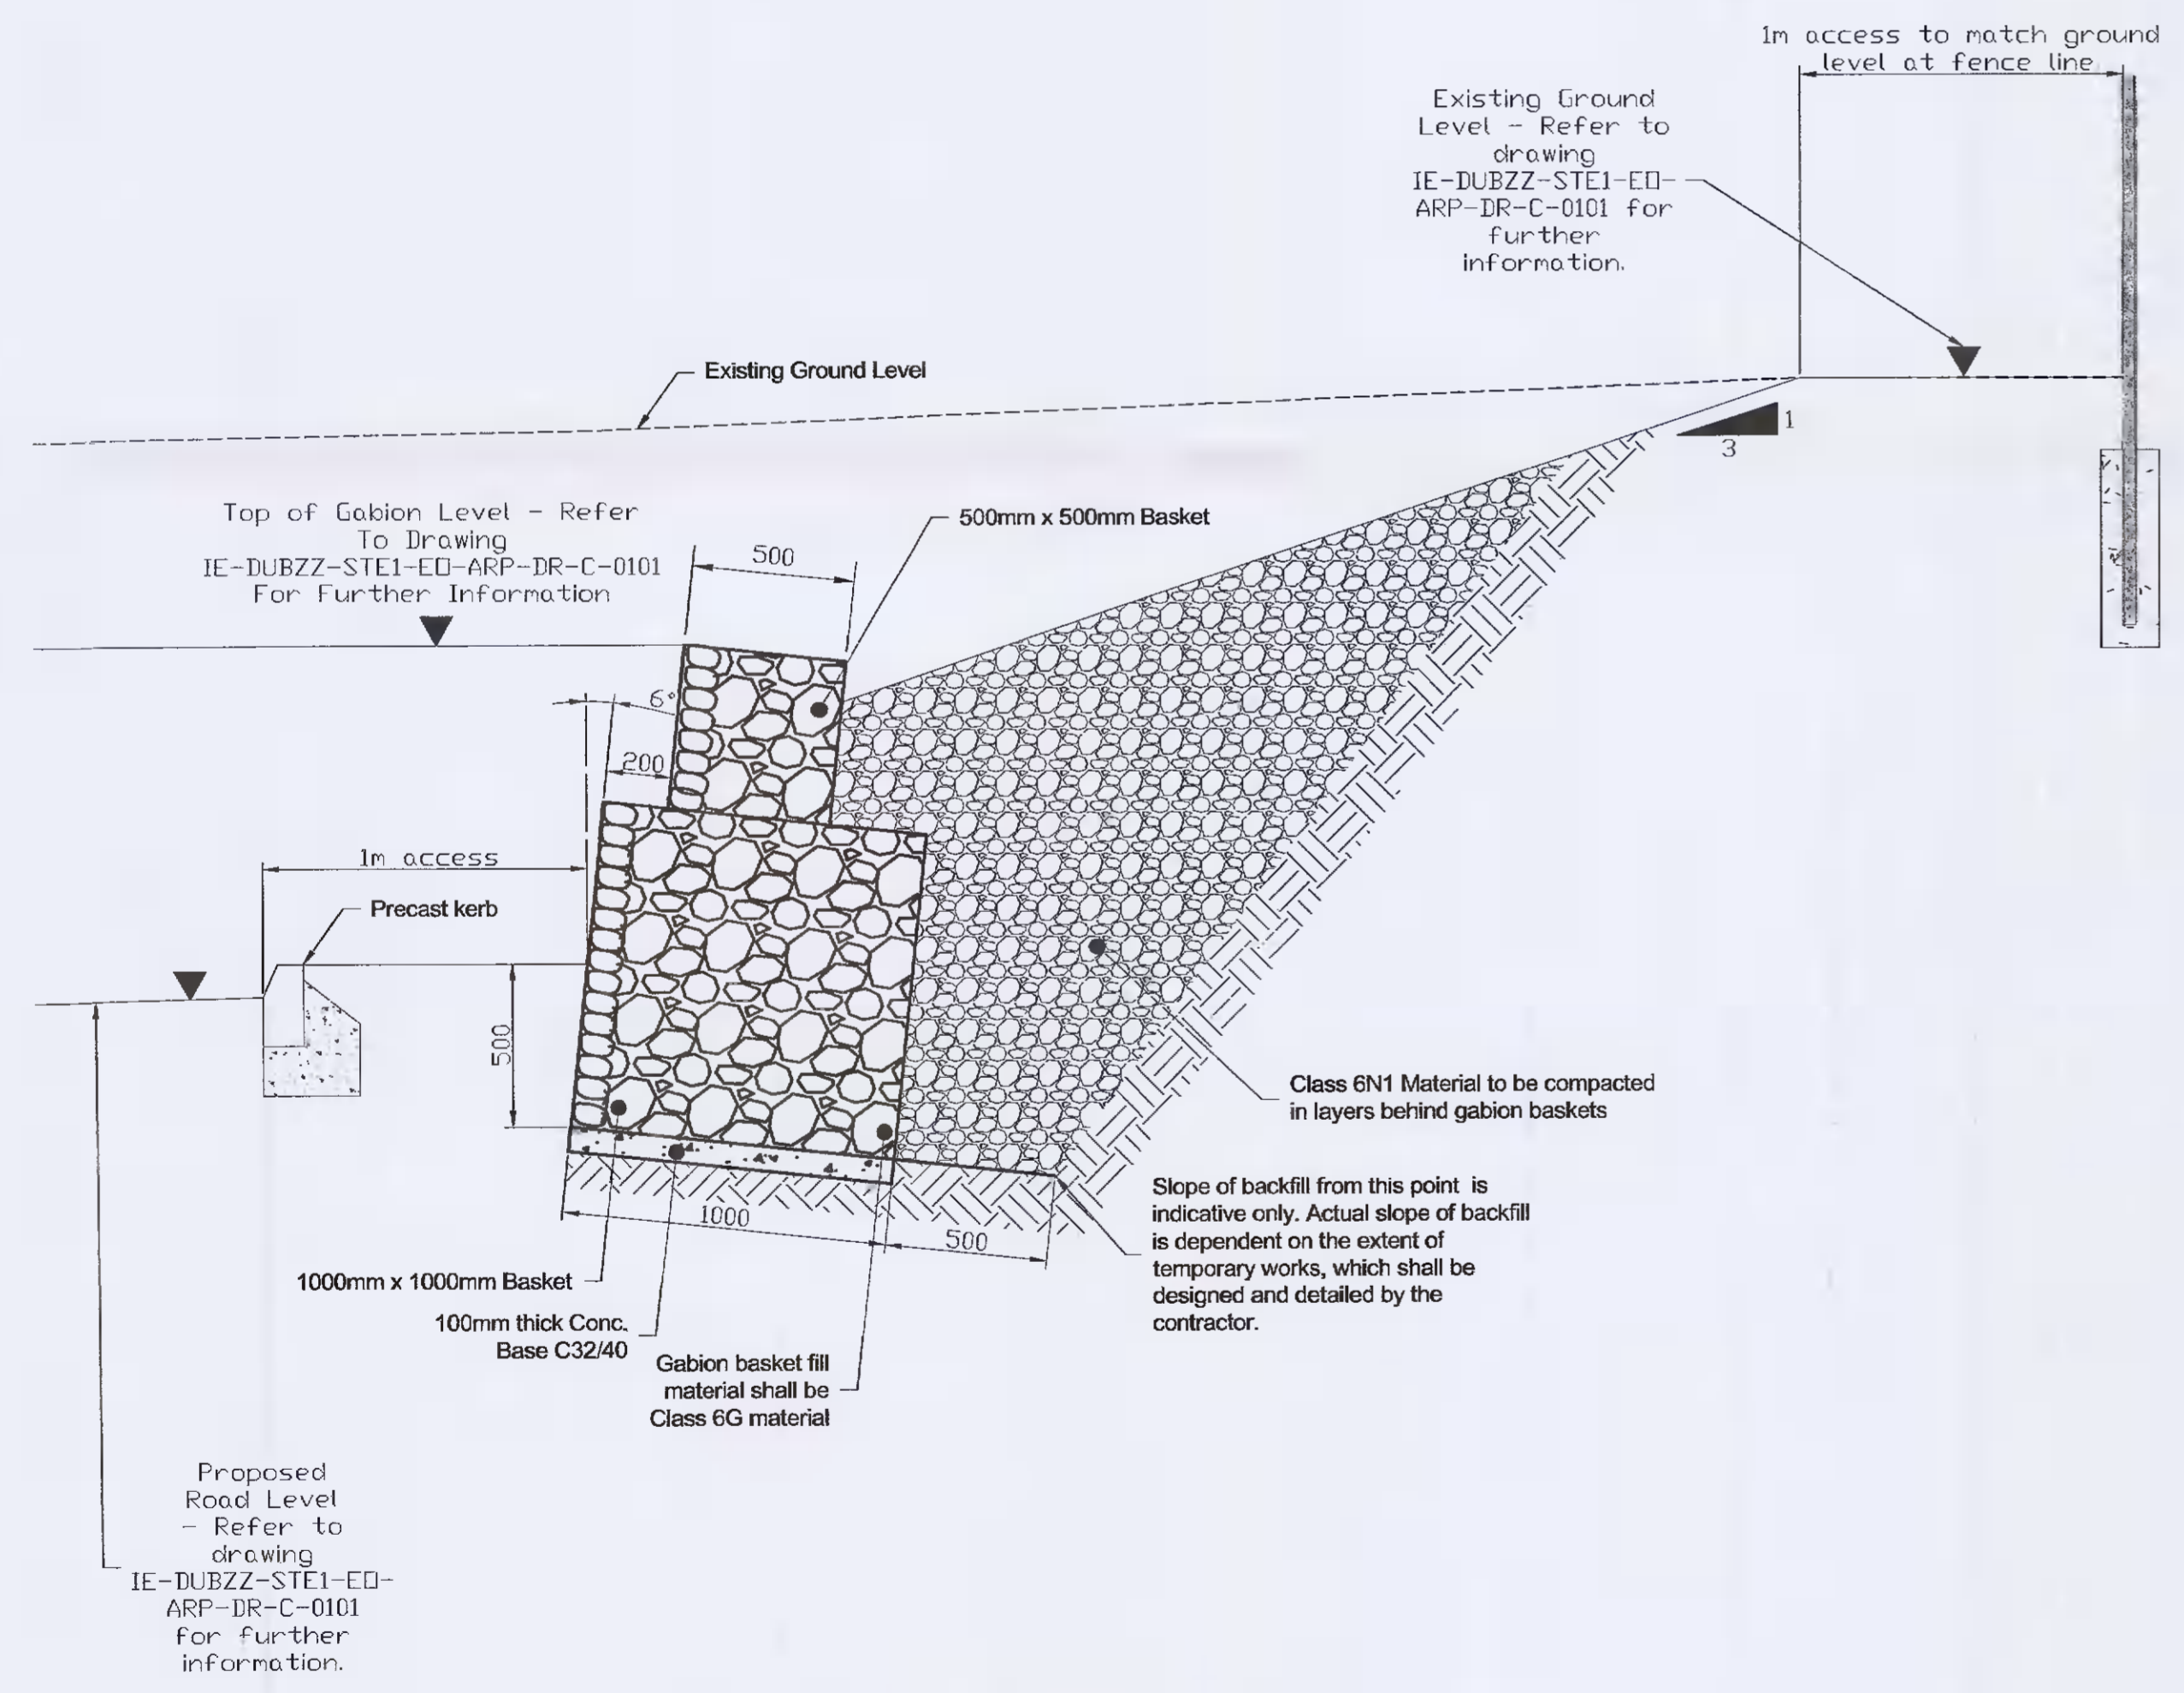 1m access to match ground
level at fence line
Existing Ground
Level - Refer to
drawing
IE-DUBZZ-STE1-EO-
ARP-DR-C-0101 for
further
information.
Existing Ground Level
1
3
Top of Gabion Level - Refer
To Drawing
IE-DUBZZ-STE1-EO-ARP-DR-C-0101
For Further Information
500mm x 500mm Basket
500
6°
200
1m access
Precast kerb
500
Class 6N1 Material to be compacted
in layers behind gabion baskets
Slope of backfill from this point is
indicative only. Actual slope of backfill
is dependent on the extent of
temporary works, which shall be
designed and detailed by the
contractor.
1000
500
1000mm x 1000mm Basket
100mm thick Conc.
Base C32/40
Gabion basket fill
material shall be
Class 6G material
Proposed
Road Level
- Refer to
drawing
IE-DUBZZ-STE1-EO-
ARP-DR-C-0101
for further
information.